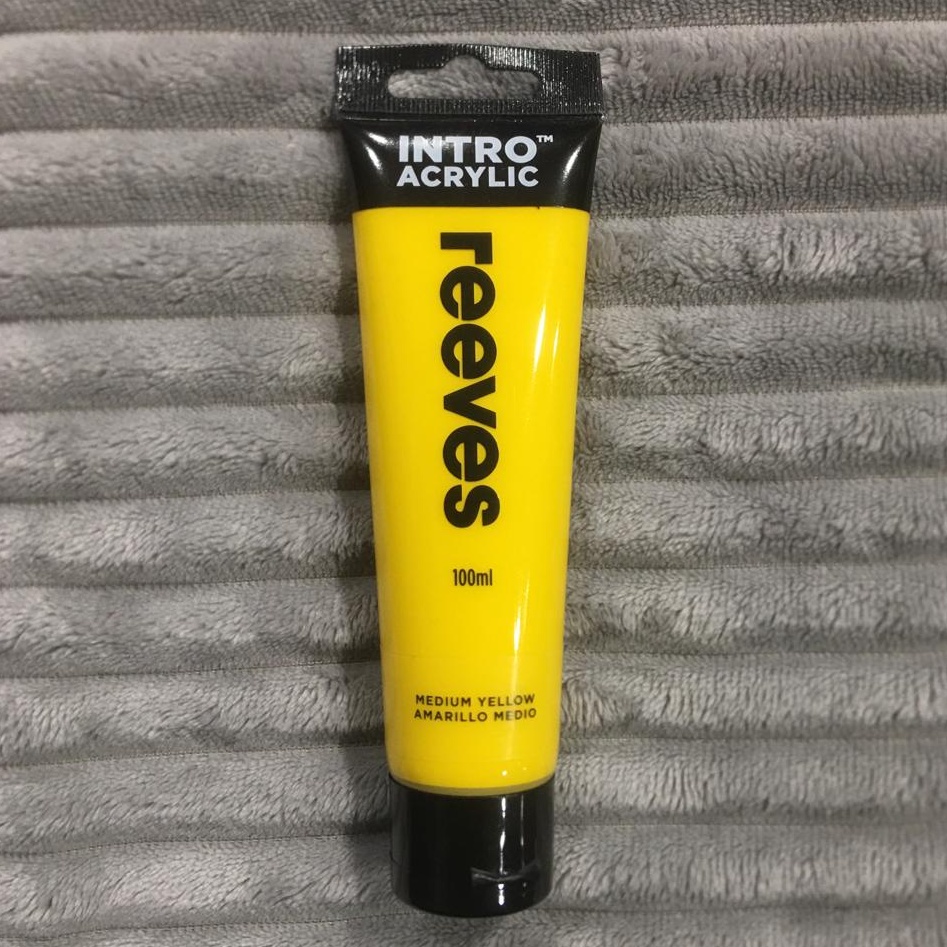 INTRO™
ACRYLIC
reeves
100ml
MEDIUM YELLOW
AMARILLO MEDIO